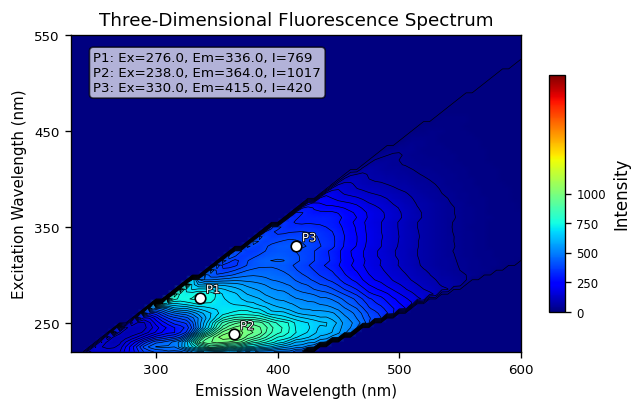 Three-Dimensional Fluorescence Spectrum
550
P1: Ex=276.0, Em=336.0, I=769
P2: Ex=238.0, Em=364.0, I=1017
P3: Ex=330.0, Em=415.0, I=420
450
350
250
Excitation Wavelength (nm)
P3
P1
P2
300
400
500
600
Emission Wavelength (nm)
1000
750
500
250
0
Intensity